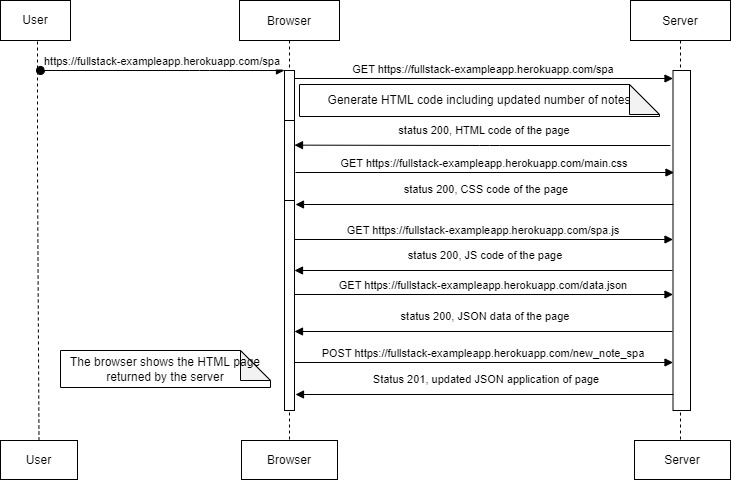 User
Browser
Server
https://fullstack-exampleapp.herokuapp.com/spa
GET https://fullstack-exampleapp.herokuapp.com/spa
Generate HTML code including updated number of notes
status 200, HTML code of the page
GET https://fullstack-exampleapp.herokuapp.com/main.css
status 200, CSS code of the page
GET https://fullstack-exampleapp.herokuapp.com/spa.js
status 200, JS code of the page
GET https://fullstack-exampleapp.herokuapp.com/data.json
status 200, JSON data of the page
POST https://fullstack-exampleapp.herokuapp.com/new_note_spa
The browser shows the HTML page
returned by the server
Status 201, updated JSON application of page
User
Browser
Server